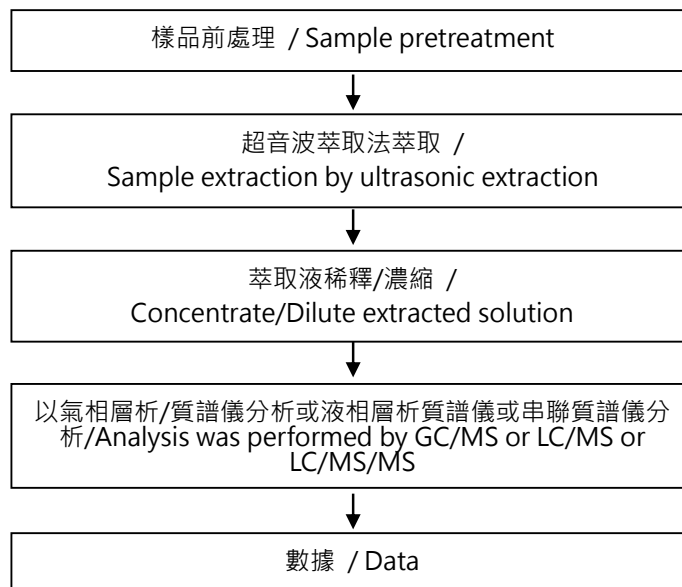 樣品前處理 / Sample pretreatment
超音波萃取法萃取 /
Sample extraction by ultrasonic extraction
萃取液稀釋/濃縮 /
Concentrate/Dilute extracted solution
以氣相層析/質譜儀分析或液相層析質譜儀或串聯質譜儀分
析/Analysis was performed by GC/MS or LC/MS or
LC/MS/MS
數據 / Data